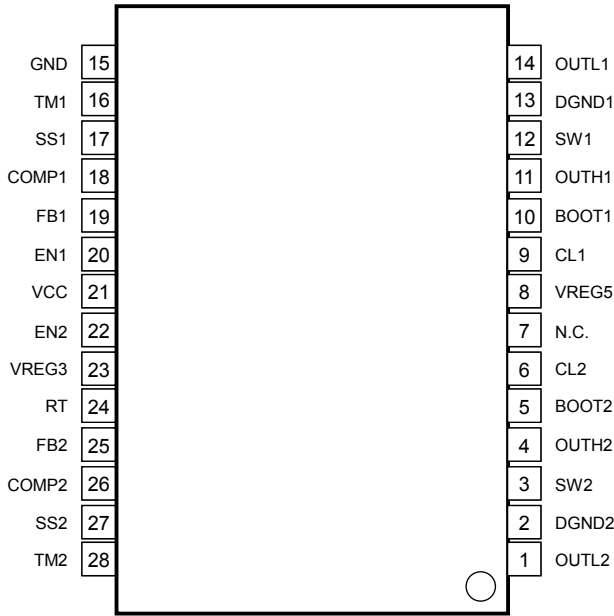 GND 15 14 OUTL1
TM1 16 13 DGND1
SS1 17 12 SW1
COMP1 18 11 OUTH1
FB1 19 10 BOOT1
EN1 20 9 CL1
VCC 21 8 VREG5
EN2 22 7 N.C.
VREG3 23 6 CL2
RT 24 5 BOOT2
FB2 25 4 OUTH2
COMP2 26 3 SW2
SS2 27 2 DGND2
TM2 28 1 OUTL2